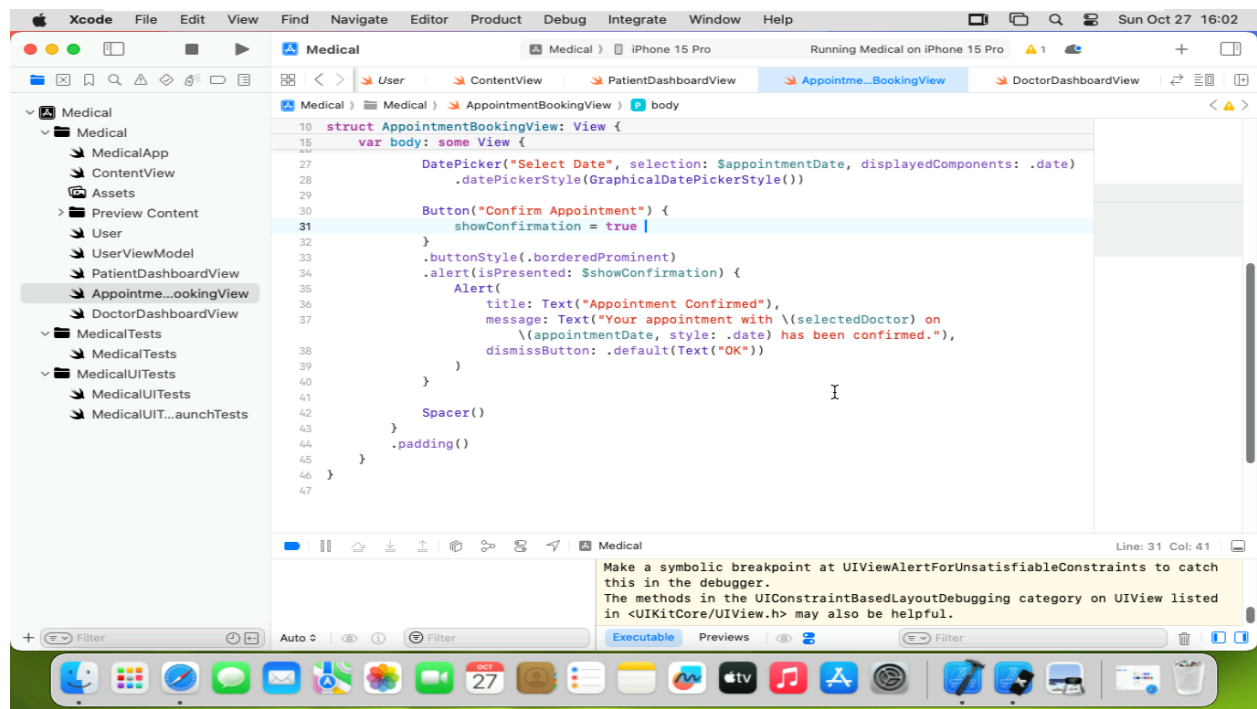 Xcode File Edit View Find Navigate Editor Product Debug Integrate Window Help Sun Oct 27 16:02
Medical Medical iPhone 15 Pro Running Medical on iPhone 15 Pro 1
User ContentView PatientDashboardView Appointme...BookingView DoctorDashboardView
Medical Medical AppointmentBookingView P body
Medical
Medical
MedicalApp
ContentView
Assets
Preview Content
User
UserViewModel
PatientDashboardView
Appointme...ookingView
DoctorDashboardView
MedicalTests
MedicalTests
MedicalUITests
MedicalUITests
MedicalUIT...aunchTests
10 struct AppointmentBookingView: View {
15 var body: some View {
27 DatePicker("Select Date", selection: $appointmentDate, displayedComponents: .date)
28 .datePickerStyle(GraphicalDatePickerStyle())
29
30 Button("Confirm Appointment") {
31 showConfirmation = true
32 }
33 .buttonStyle(.borderedProminent)
34 .alert(isPresented: $showConfirmation) {
35 Alert(
36 title: Text("Appointment Confirmed"),
37 message: Text("Your appointment with \(selectedDoctor) on
\(appointmentDate, style: .date) has been confirmed."),
38 dismissButton: .default(Text("OK"))
39 )
40 }
41
42 Spacer()
43 }
44 .padding()
45 }
46 }
47
Medical Line: 31 Col: 41
Make a symbolic breakpoint at UIViewAlertForUnsatisfiableConstraints to catch
this in the debugger.
The methods in the UIConstraintBasedLayoutDebugging category on UIView listed
in <UIKitCore/UIView.h> may also be helpful.
Filter Auto Filter Executable Previews Filter
OCT
27
tv